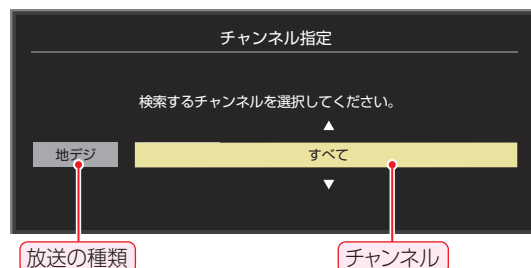 チャンネル指定
検索するチャンネルを選択してください。
▲
地デジ すべて
▼
放送の種類 チャンネル